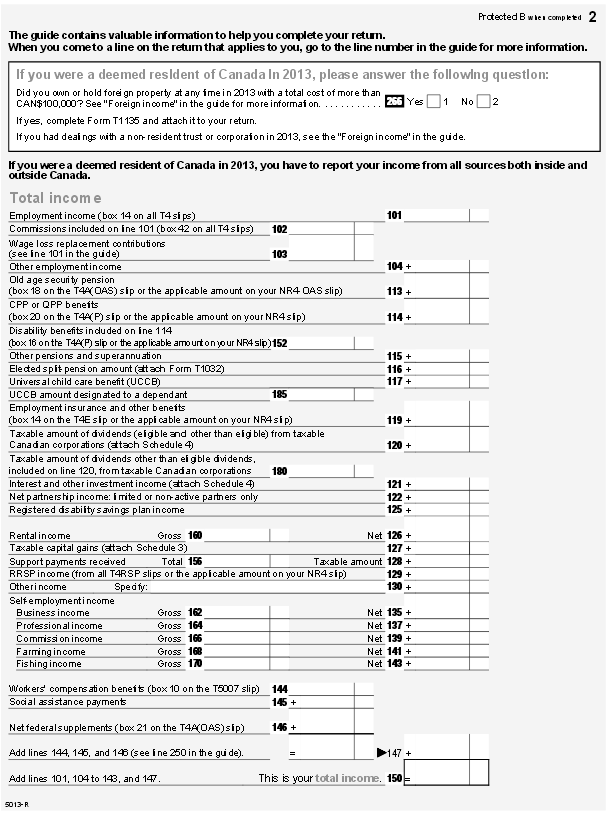 Protected B when completed 2
The guide contains valuable information to help you complete your return.
When you come to a line on the return that applies to you, go to the line number in the guide for more information.
If you were a deemed resident of Canada in 2013, please answer the following question:
Did you own or hold foreign property at any time in 2013 with a total cost of more than
CAN$100,000? See "Foreign income" in the guide for more information. . . . . . . . . . . . 266 Yes 1 No 2
If yes, complete Form T1135 and attach it to your return.
If you had dealings with a non-resident trust or corporation in 2013, see the "Foreign income" in the guide.
If you were a deemed resident of Canada in 2013, you have to report your income from all sources both inside and
outside Canada.
Total income
Employment income (box 14 on all T4 slips) 101
Commissions included on line 101 (box 42 on all T4 slips) 102
Wage loss replacement contributions
(see line 101 in the guide) 103
Other employment income 104 +
Old age security pension
(box 18 on the T4A(OAS) slip or the applicable amount on your NR4-OAS slip) 113 +
CPP or QPP benefits
(box 20 on the T4A(P) slip or the applicable amount on your NR4 slip) 114 +
Disability benefits included on line 114
(box 16 on the T4A(P) slip or the applicable amount on your NR4 slip) 152
Other pensions and superannuation 115 +
Elected split-pension amount (attach Form T1032) 116 +
Universal child care benefit (UCCB) 117 +
UCCB amount designated to a dependant 185
Employment insurance and other benefits
(box 14 on the T4E slip or the applicable amount on your NR4 slip) 119 +
Taxable amount of dividends (eligible and other than eligible) from taxable
Canadian corporations (attach Schedule 4) 120 +
Taxable amount of dividends other than eligible dividends,
included on line 120, from taxable Canadian corporations 180
Interest and other investment income (attach Schedule 4) 121 +
Net partnership income: limited or non-active partners only 122 +
Registered disability savings plan income 125 +
Rental income Gross 160 Net 126 +
Taxable capital gains (attach Schedule 3) 127 +
Support payments received Total 156 Taxable amount 128 +
RRSP income (from all T4RSP slips or the applicable amount on your NR4 slip) 129 +
Other income Specify: 130 +
Self-employment income
Business income Gross 162 Net 135 +
Professional income Gross 164 Net 137 +
Commission income Gross 166 Net 139 +
Farming income Gross 168 Net 141 +
Fishing income Gross 170 Net 143 +
Workers' compensation benefits (box 10 on the T5007 slip) 144
Social assistance payments 145 +
Net federal supplements (box 21 on the T4A(OAS) slip) 146 +
Add lines 144, 145, and 146 (see line 250 in the guide). = ▶147 +
Add lines 101, 104 to 143, and 147. This is your total income. 150 =
5013-R